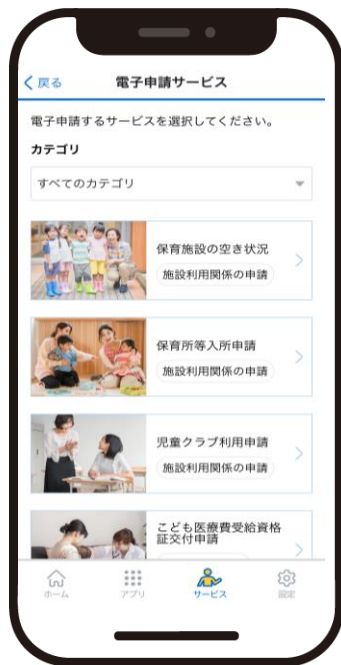 戻る
電子申請サービス
電子申請するサービスを選択してください。
カテゴリ
すべてのカテゴリ
保育施設の空き状況
施設利用関係の申請
保育所等入所申請
施設利用関係の申請
児童クラブ利用申請
施設利用関係の申請
こども医療費受給資格
証交付申請
ホーム
アプリ
サービス
設定